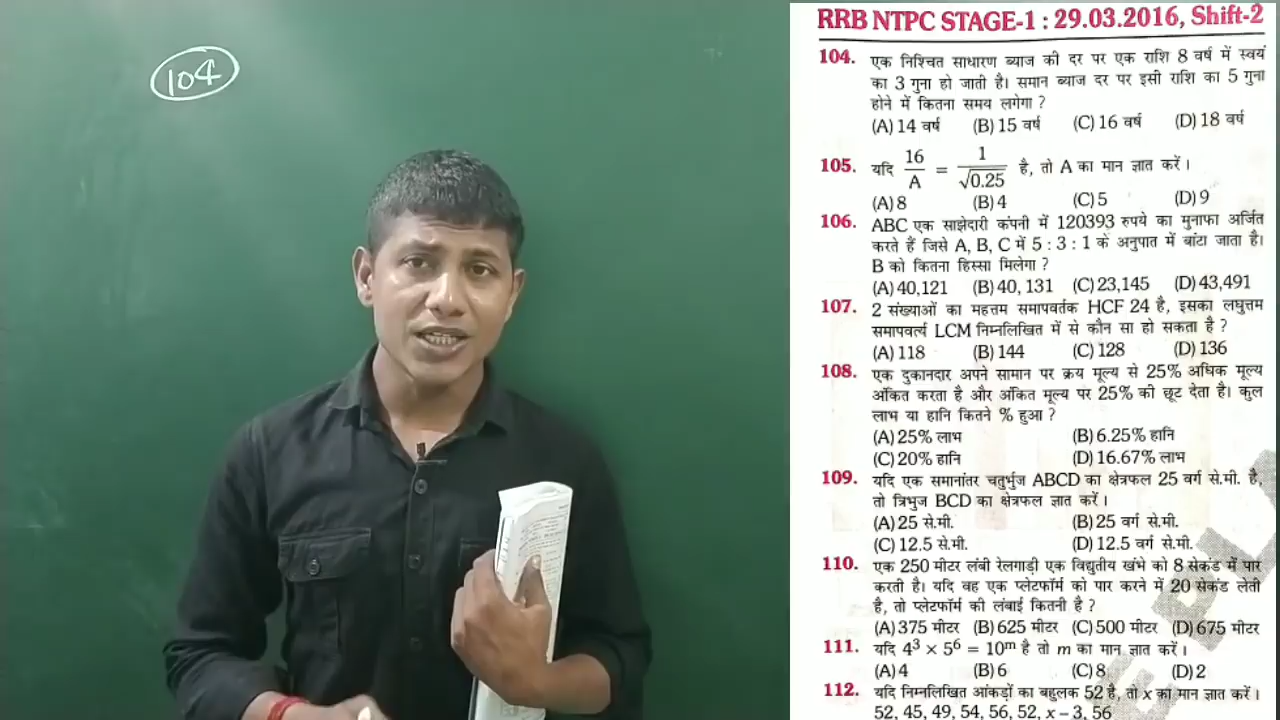 104
RRB NTPC STAGE-1 : 29.03.2016, Shift-2
104. एक निश्चित साधारण ब्याज की दर पर एक राशि 8 वर्ष में स्वयं
का 3 गुना हो जाती है। समान ब्याज दर पर इसी राशि का 5 गुना
होने में कितना समय लगेगा ?
(A) 14 वर्ष (B) 15 वर्ष (C) 16 वर्ष (D) 18 वर्ष
105. यदि 16/A = 1/√0.25 है, तो A का मान ज्ञात करें।
(A) 8 (B) 4 (C) 5 (D) 9
106. ABC एक साझेदारी कंपनी में 120393 रुपये का मुनाफा अर्जित
करते हैं जिसे A, B, C में 5 : 3 : 1 के अनुपात में बांटा जाता है।
B को कितना हिस्सा मिलेगा ?
(A) 40,121 (B) 40, 131 (C) 23,145 (D) 43,491
107. 2 संख्याओं का महत्तम समापवर्तक HCF 24 है, इसका लघुत्तम
समापवर्त्य LCM निम्नलिखित में से कौन सा हो सकता है ?
(A) 118 (B) 144 (C) 128 (D) 136
108. एक दुकानदार अपने सामान पर क्रय मूल्य से 25% अधिक मूल्य
अंकित करता है और अंकित मूल्य पर 25% की छूट देता है। कुल
लाभ या हानि कितने % हुआ ?
(A) 25% लाभ (B) 6.25% हानि
(C) 20% हानि (D) 16.67% लाभ
109. यदि एक समानांतर चतुर्भुज ABCD का क्षेत्रफल 25 वर्ग से.मी. है,
तो त्रिभुज BCD का क्षेत्रफल ज्ञात करें।
(A) 25 से.मी. (B) 25 वर्ग से.मी.
(C) 12.5 से.मी. (D) 12.5 वर्ग से.मी.
110. एक 250 मीटर लंबी रेलगाड़ी एक विद्युतीय खंभे को 8 सेकंड में पार
करती है। यदि वह एक प्लेटफॉर्म को पार करने में 20 सेकंड लेती
है, तो प्लेटफॉर्म की लंबाई कितनी है ?
(A) 375 मीटर (B) 625 मीटर (C) 500 मीटर (D) 675 मीटर
111. यदि 4³ × 5⁶ = 10ᵐ है तो m का मान ज्ञात करें।
(A) 4 (B) 6 (C) 8 (D) 2
112. यदि निम्नलिखित आंकड़ों का बहुलक 52 है, तो x का मान ज्ञात करें।
52, 45, 49, 54, 56, 52, x – 3, 56